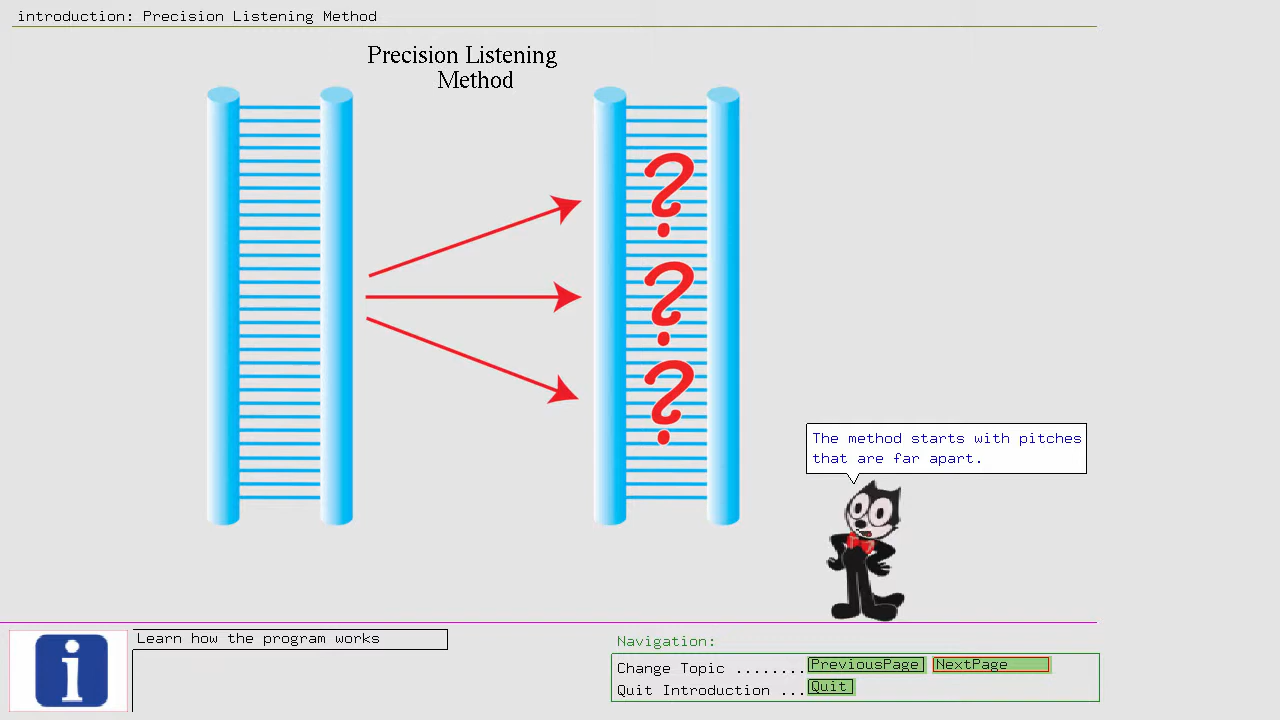 introduction: Precision Listening Method
Precision Listening
Method
?
?
?
The method starts with pitches
that are far apart.
i
Learn how the program works
Navigation:
Change Topic ........PreviousPage NextPage
Quit Introduction ...Quit